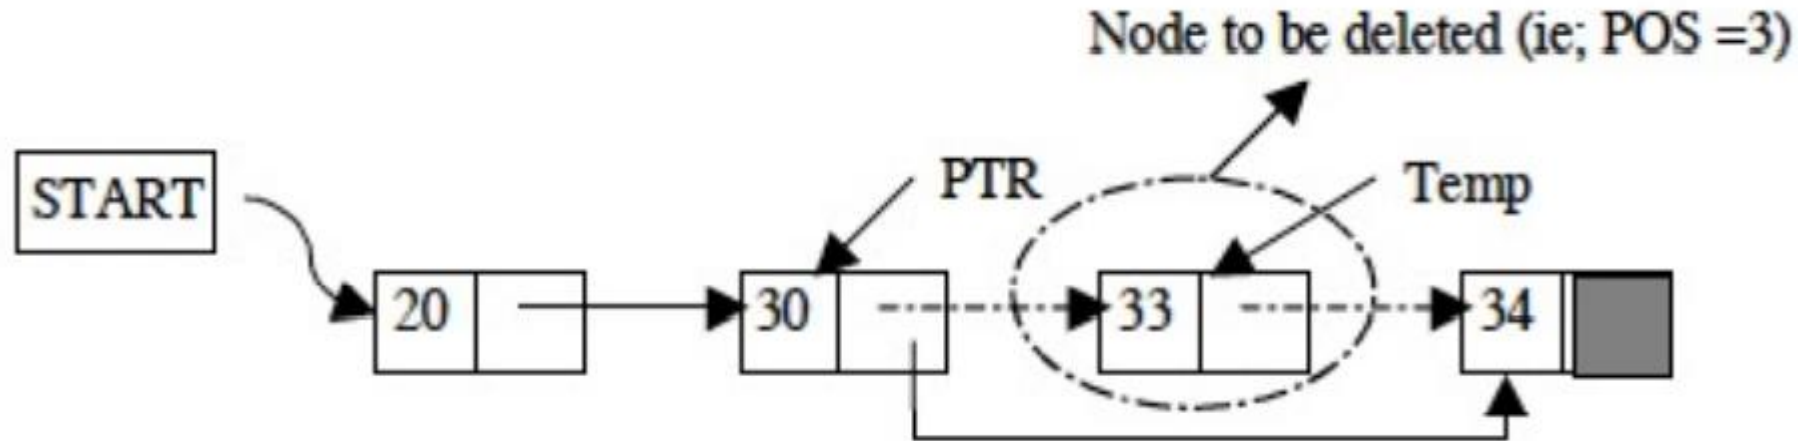 Node to be deleted (ie; POS =3)
START
PTR
Temp
20
30
33
34